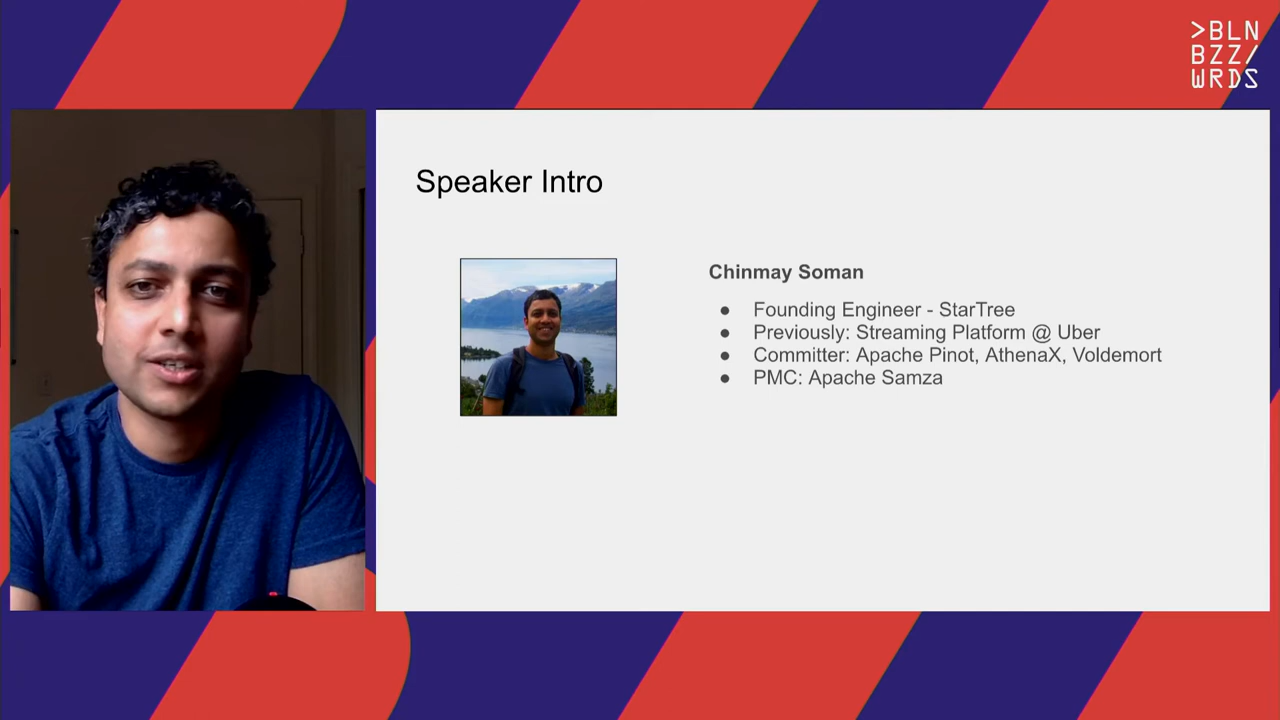 >BLN
BZZ/
WRDS
Speaker Intro
Chinmay Soman
● Founding Engineer - StarTree
● Previously: Streaming Platform @ Uber
● Committer: Apache Pinot, AthenaX, Voldemort
● PMC: Apache Samza